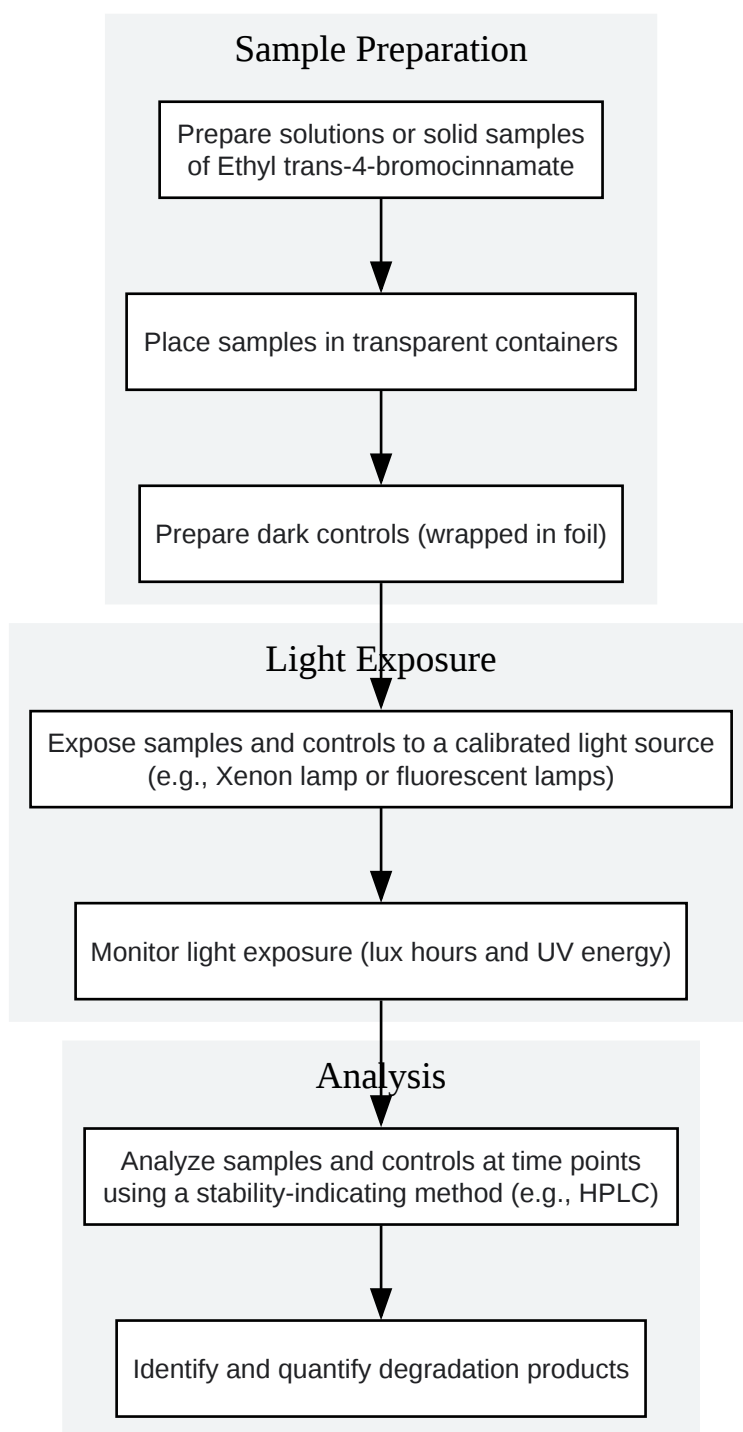 Sample Preparation
Prepare solutions or solid samples
of Ethyl trans-4-bromocinnamate
Place samples in transparent containers
Prepare dark controls (wrapped in foil)
Light Exposure
Expose samples and controls to a calibrated light source
(e.g., Xenon lamp or fluorescent lamps)
Monitor light exposure (lux hours and UV energy)
Analysis
Analyze samples and controls at time points
using a stability-indicating method (e.g., HPLC)
Identify and quantify degradation products